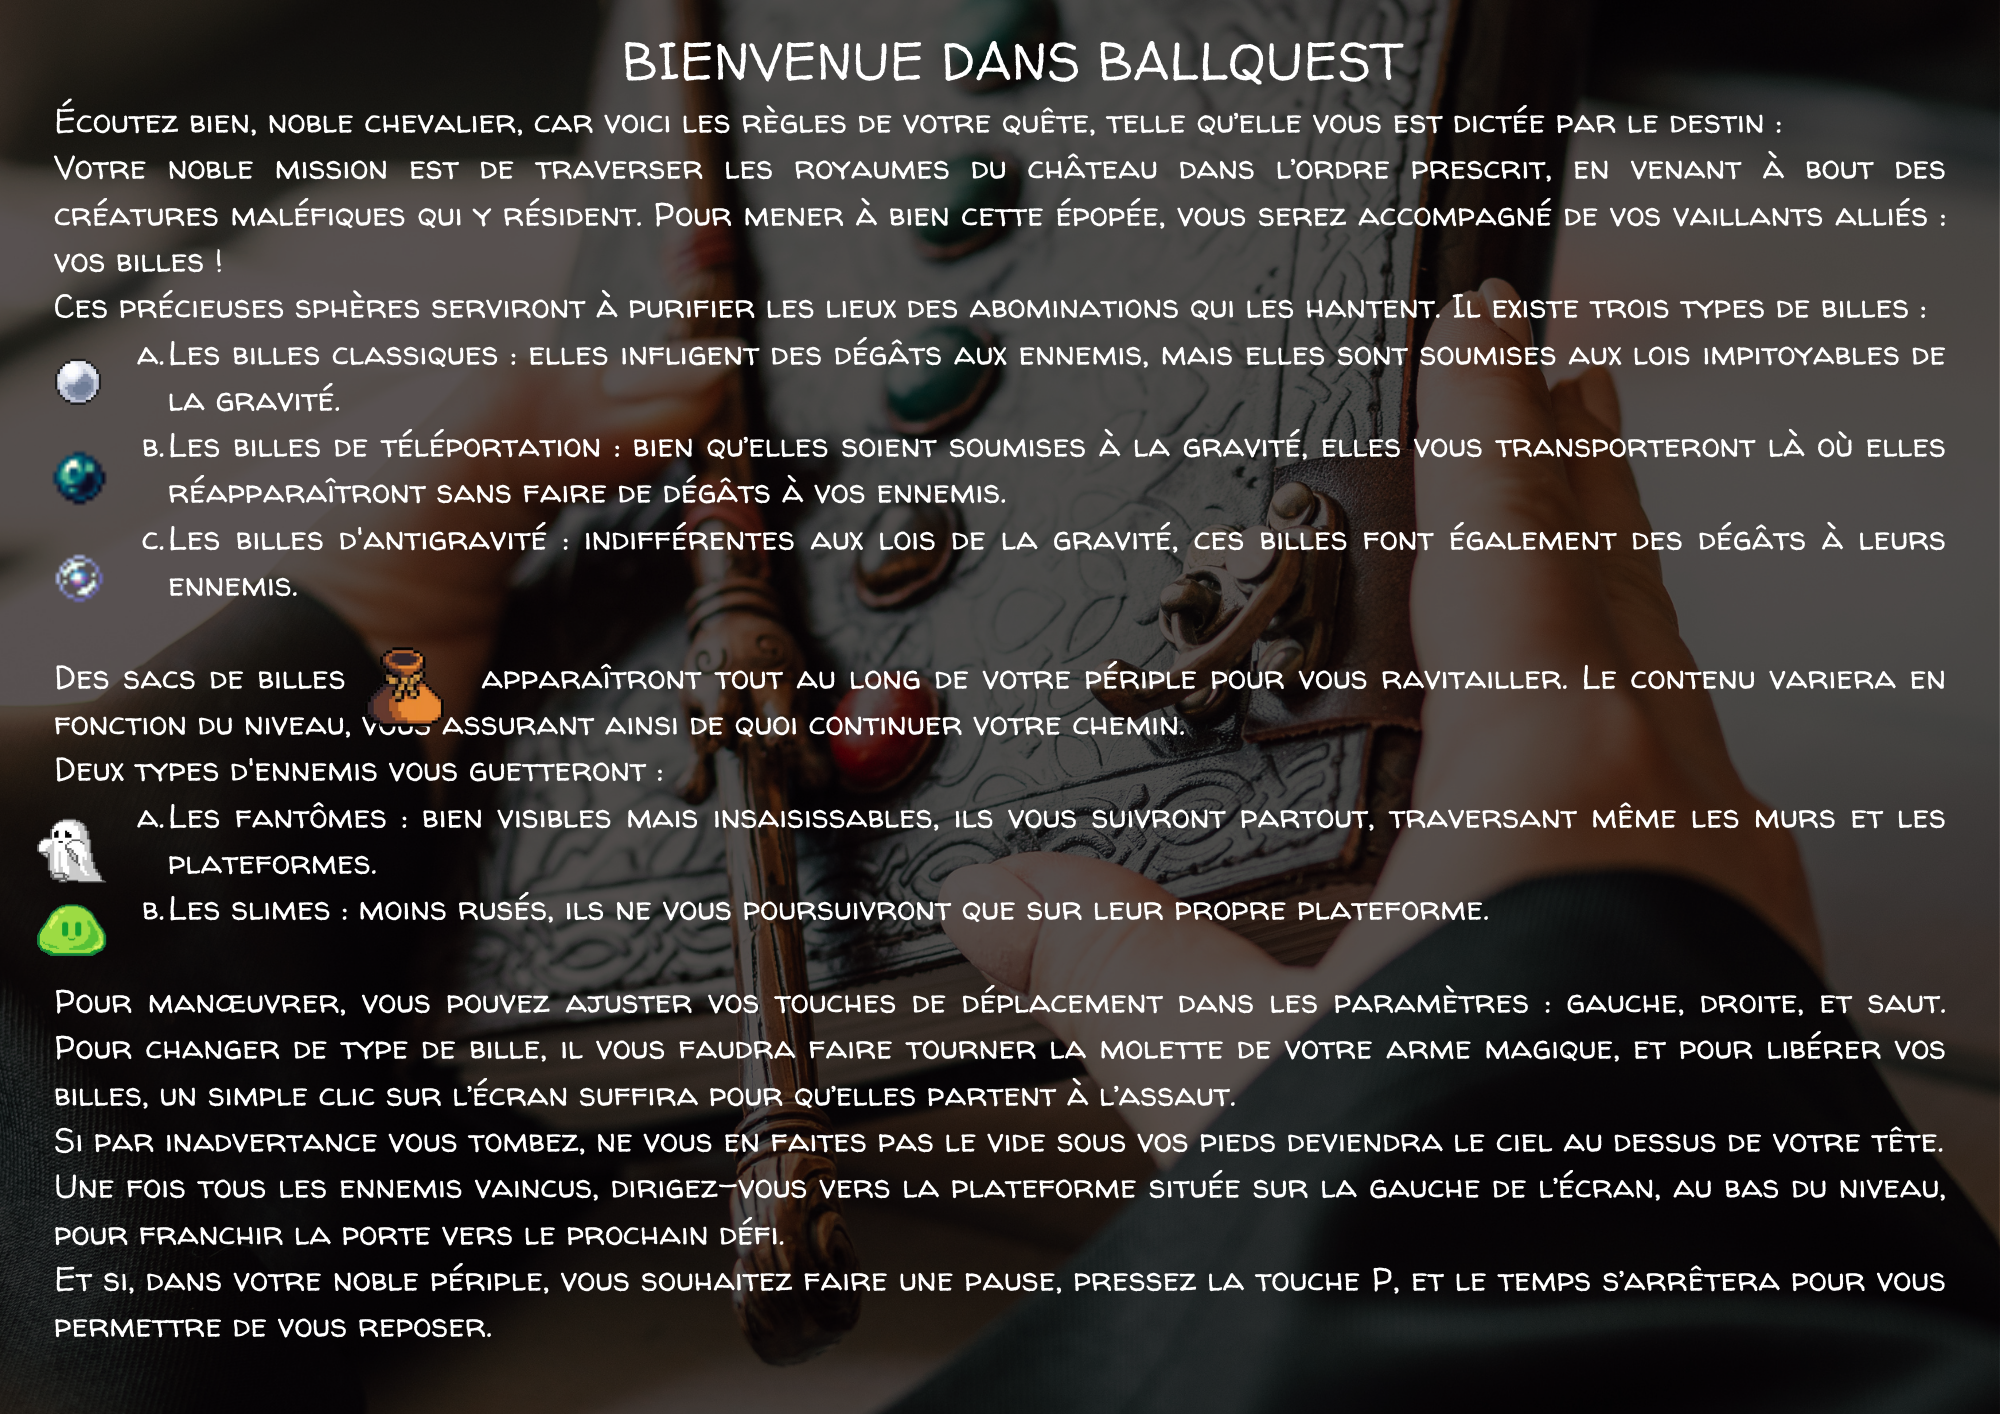 BIENVENUE DANS BALLQUEST
Écoutez bien, noble chevalier, car voici les règles de votre quête, telle qu'elle vous est dictée par le destin :
Votre noble mission est de traverser les royaumes du château dans l'ordre prescrit, en venant à bout des
créatures maléfiques qui y résident. Pour mener à bien cette épopée, vous serez accompagné de vos vaillants alliés :
vos billes !
Ces précieuses sphères serviront à purifier les lieux des abominations qui les hantent. Il existe trois types de billes :
a. Les billes classiques : elles infligent des dégâts aux ennemis, mais elles sont soumises aux lois impitoyables de
la gravité.
b. Les billes de téléportation : bien qu'elles soient soumises à la gravité, elles vous transporteront là où elles
réapparaîtront sans faire de dégâts à vos ennemis.
c. Les billes d'antigravité : indifférentes aux lois de la gravité, ces billes font également des dégâts à leurs
ennemis.
Des sacs de billes apparaîtront tout au long de votre périple pour vous ravitailler. Le contenu variera en
fonction du niveau, vous assurant ainsi de quoi continuer votre chemin.
Deux types d'ennemis vous guetteront :
a. Les fantômes : bien visibles mais insaisissables, ils vous suivront partout, traversant même les murs et les
plateformes.
b. Les slimes : moins rusés, ils ne vous poursuivront que sur leur propre plateforme.
Pour manœuvrer, vous pouvez ajuster vos touches de déplacement dans les paramètres : gauche, droite, et saut.
Pour changer de type de bille, il vous faudra faire tourner la molette de votre arme magique, et pour libérer vos
billes, un simple clic sur l'écran suffira pour qu'elles partent à l'assaut.
Si par inadvertance vous tombez, ne vous en faites pas le vide sous vos pieds deviendra le ciel au dessus de votre tête.
Une fois tous les ennemis vaincus, dirigez-vous vers la plateforme située sur la gauche de l'écran, au bas du niveau,
pour franchir la porte vers le prochain défi.
Et si, dans votre noble périple, vous souhaitez faire une pause, pressez la touche P, et le temps s'arrêtera pour vous
permettre de vous reposer.